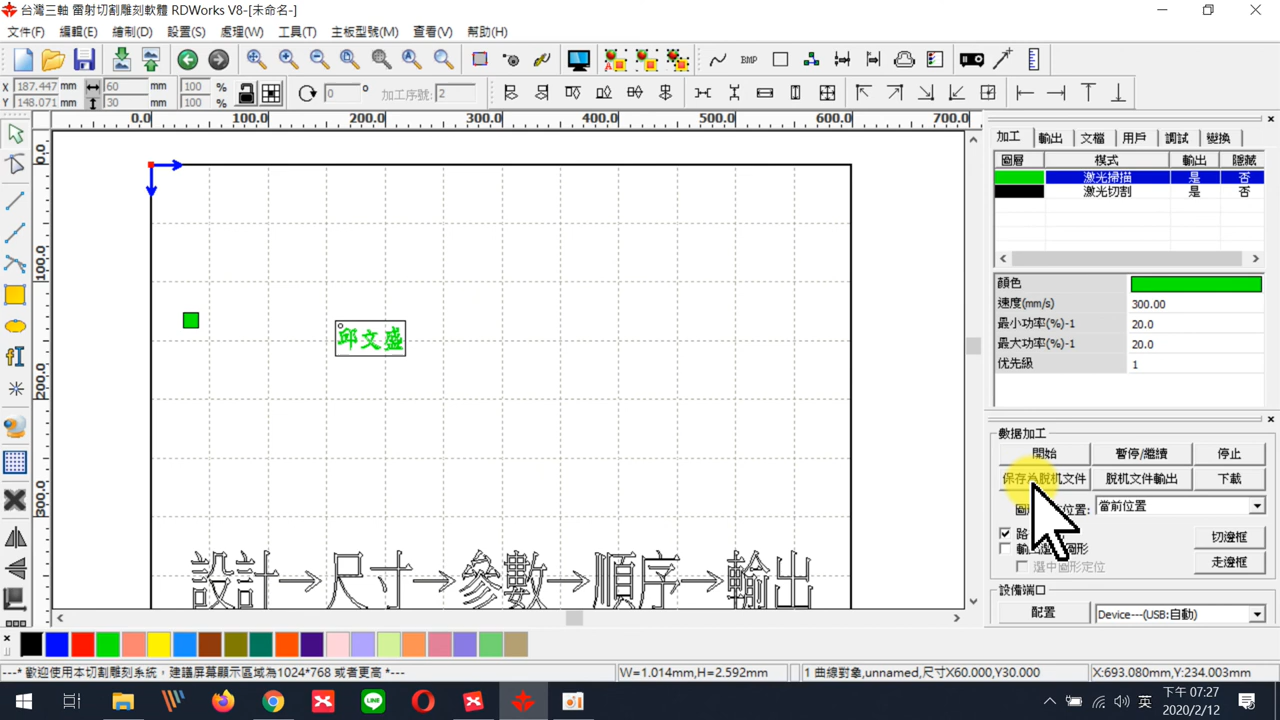 台灣三軸 雷射切割雕刻軟體 RDWorks V8-[未命名-]
文件(F) 編輯(E) 繪制(D) 設置(S) 處理(W) 工具(T) 主板型號(M) 查看(V) 幫助(H)
BMP
X 187.447 mm 60 mm 100 % 0 ° 加工序號: 2
Y 148.071 mm 30 mm 100 %
0.0 100.0 200.0 300.0 400.0 500.0 600.0 700.0
0.0
100.0
200.0
300.0
邱文盛
設計→尺寸→參數→順序→輸出
加工 輸出 文檔 用戶 調試 變換
圖層 模式 輸出 隱藏
激光掃描 是 否
激光切割 是 否
顏色
速度(mm/s) 300.00
最小功率(%)-1 20.0
最大功率(%)-1 20.0
优先級 1
數据加工
開始 暫停/繼續 停止
保存為脫机文件 脫机文件輸出 下載
位置: 當前位置
路
切邊框
圖形
選中圖形定位 走邊框
設備端口
配置 Device---(USB:自動)
---* 歡迎使用本切割雕刻系統，建議屏幕顯示區域為1024*768 或者更高 *---
W=1.014mm,H=2.592mm
1 曲線對象,unnamed,尺寸X60.000,Y30.000
X:693.080mm,Y:234.003mm
英
下午 07:27
2020/2/12